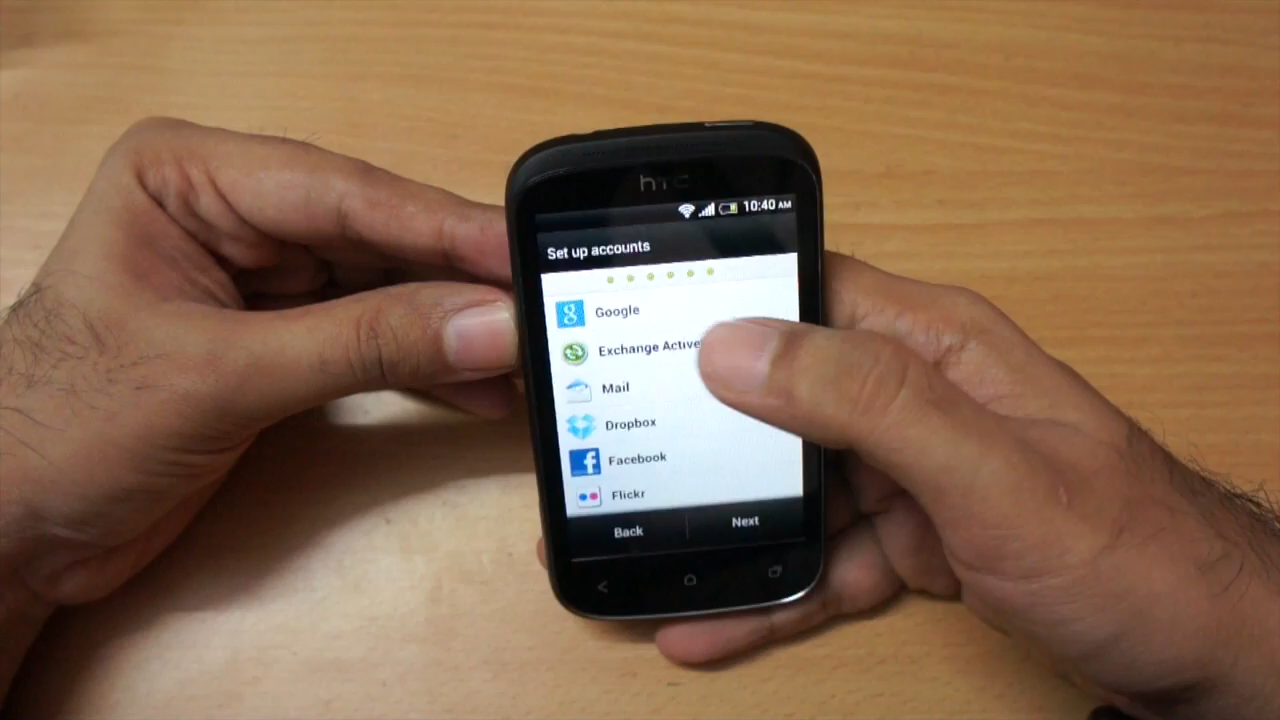 hTC
10:40 AM
Set up accounts
Google
Exchange Active
Mail
Dropbox
Facebook
Flickr
Back
Next